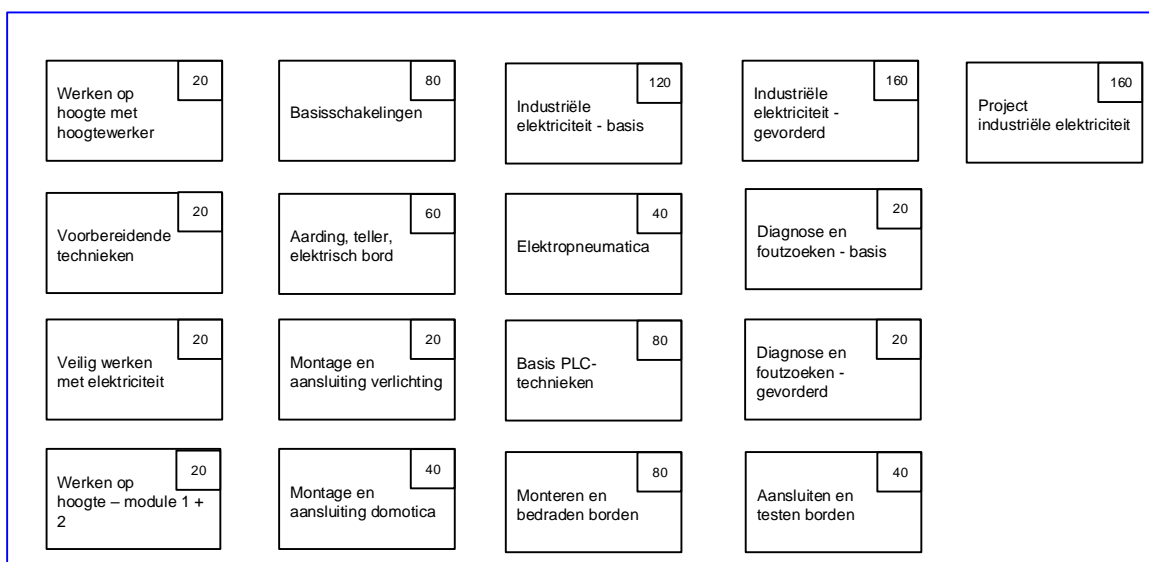 20
Werken op
hoogte met
hoogtewerker
80
Basisschakelingen
120
Industriële
elektriciteit - basis
160
Industriële
elektriciteit -
gevorderd
160
Project
industriële elektriciteit
20
Voorbereidende
technieken
60
Aarding, teller,
elektrisch bord
40
Elektropneumatica
20
Diagnose en
foutzoeken - basis
20
Veilig werken
met elektriciteit
20
Montage en
aansluiting verlichting
80
Basis PLC-
technieken
20
Diagnose en
foutzoeken -
gevorderd
20
Werken op
hoogte – module 1 +
2
40
Montage en
aansluiting domotica
80
Monteren en
bedraden borden
40
Aansluiten en
testen borden